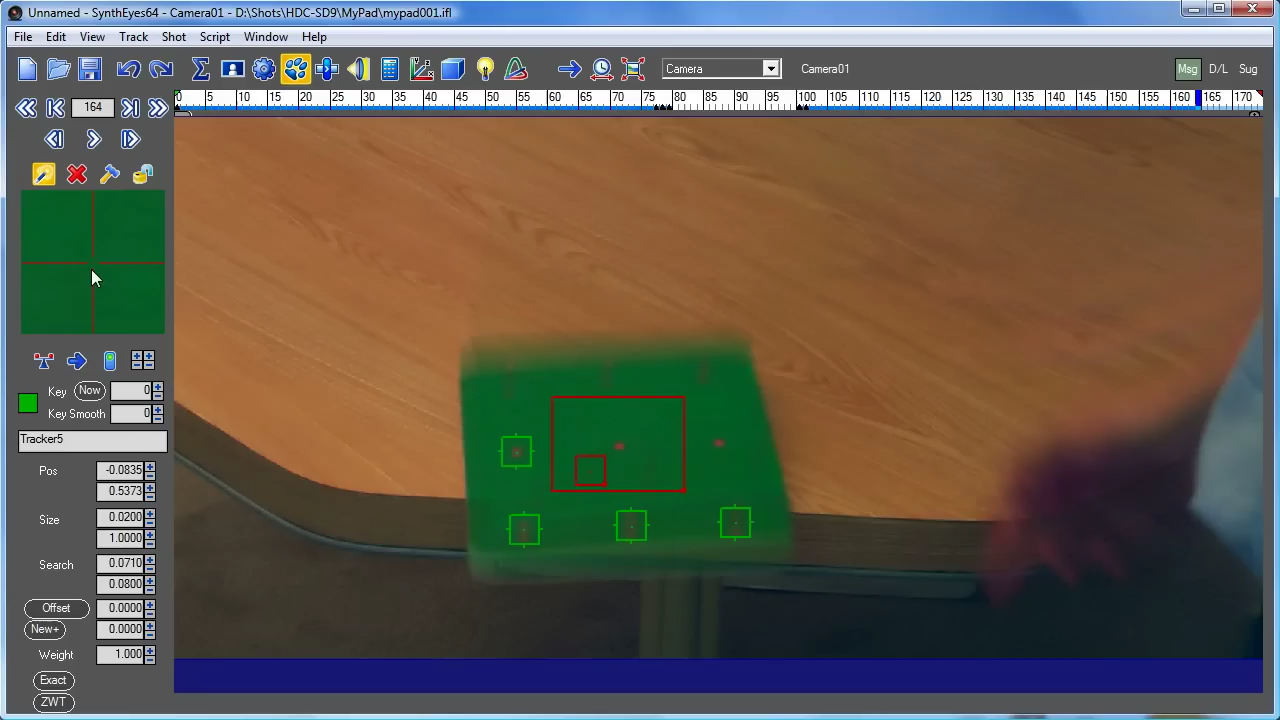 Unnamed - SynthEyes64 - Camera01 - D:\Shots\HDC-SD9\MyPad\mypad001.ifl
File Edit View Track Shot Script Window Help
Camera Camera01 Msg D/L Sug
164 0 5 10 15 20 25 30 35 40 45 50 55 60 65 70 75 80 85 90 95 100 105 110 115 120 125 130 135 140 145 150 155 160 165 170
Key Now 0
Key Smooth 0
Tracker5
Pos -0.0835
0.5373
Size 0.0200
1.0000
Search 0.0710
0.0800
Offset 0.0000
New+ 0.0000
Weight 1.000
Exact
ZWT